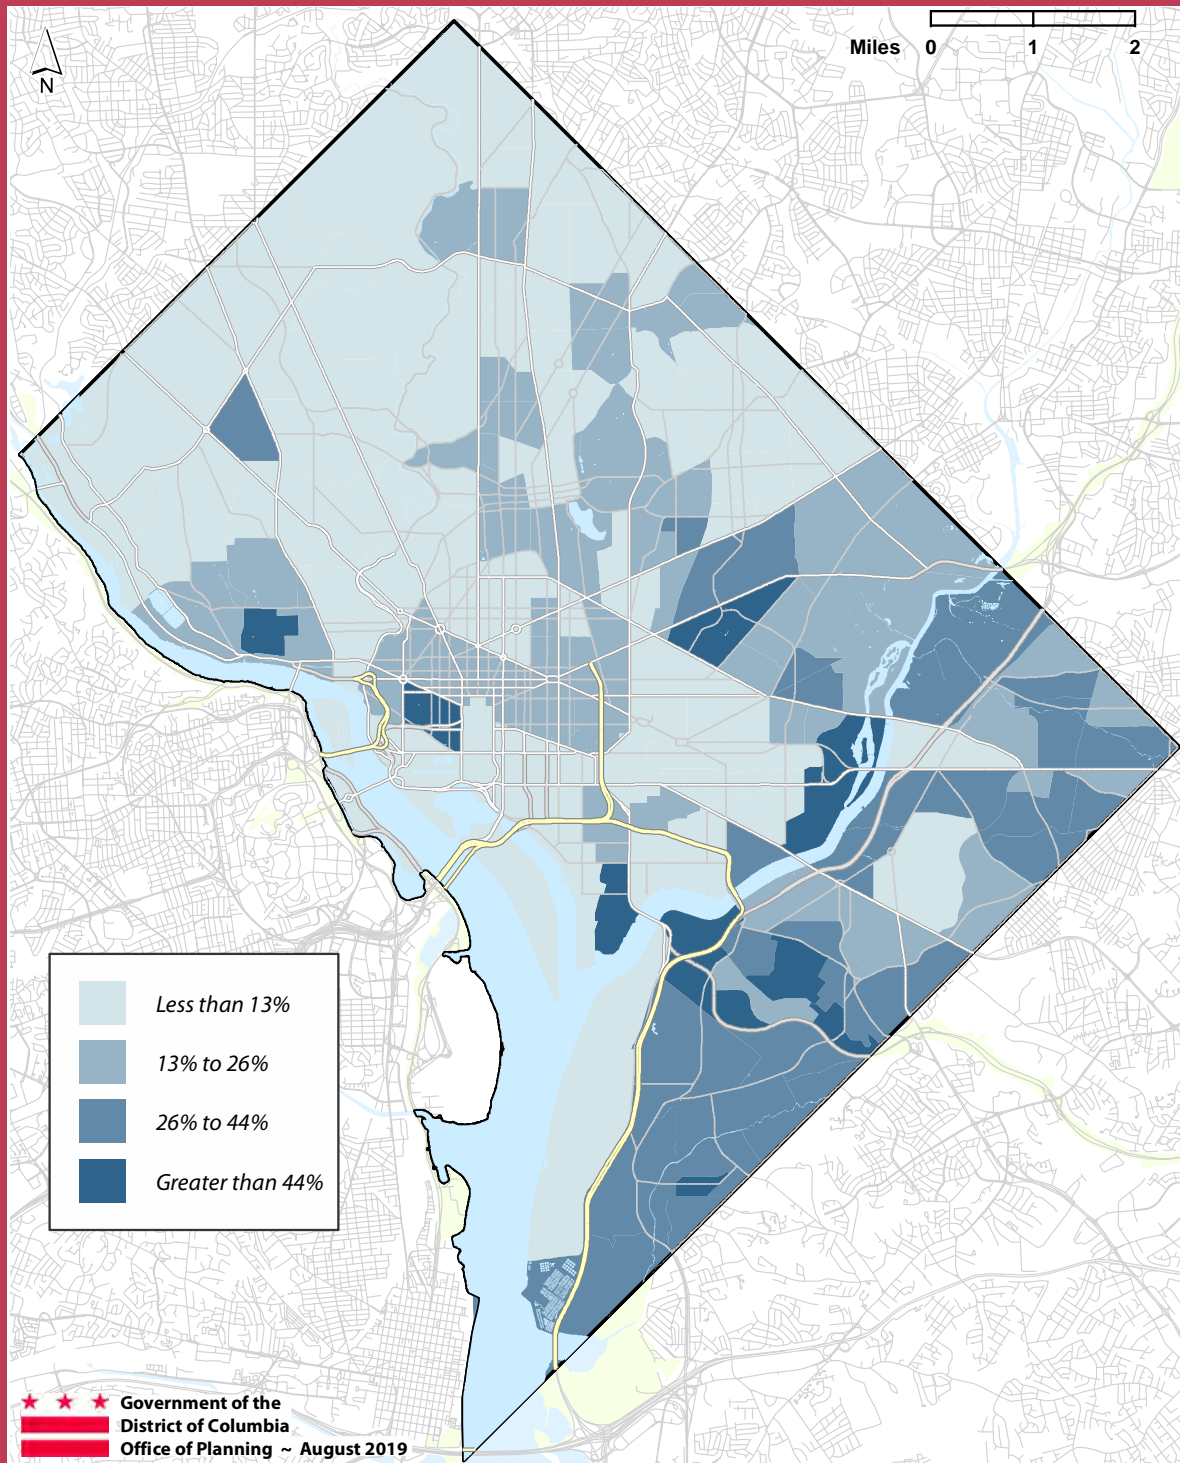 N
Miles 0 1 2
Less than 13%
13% to 26%
26% to 44%
Greater than 44%
Government of the
District of Columbia
Office of Planning ~ August 2019